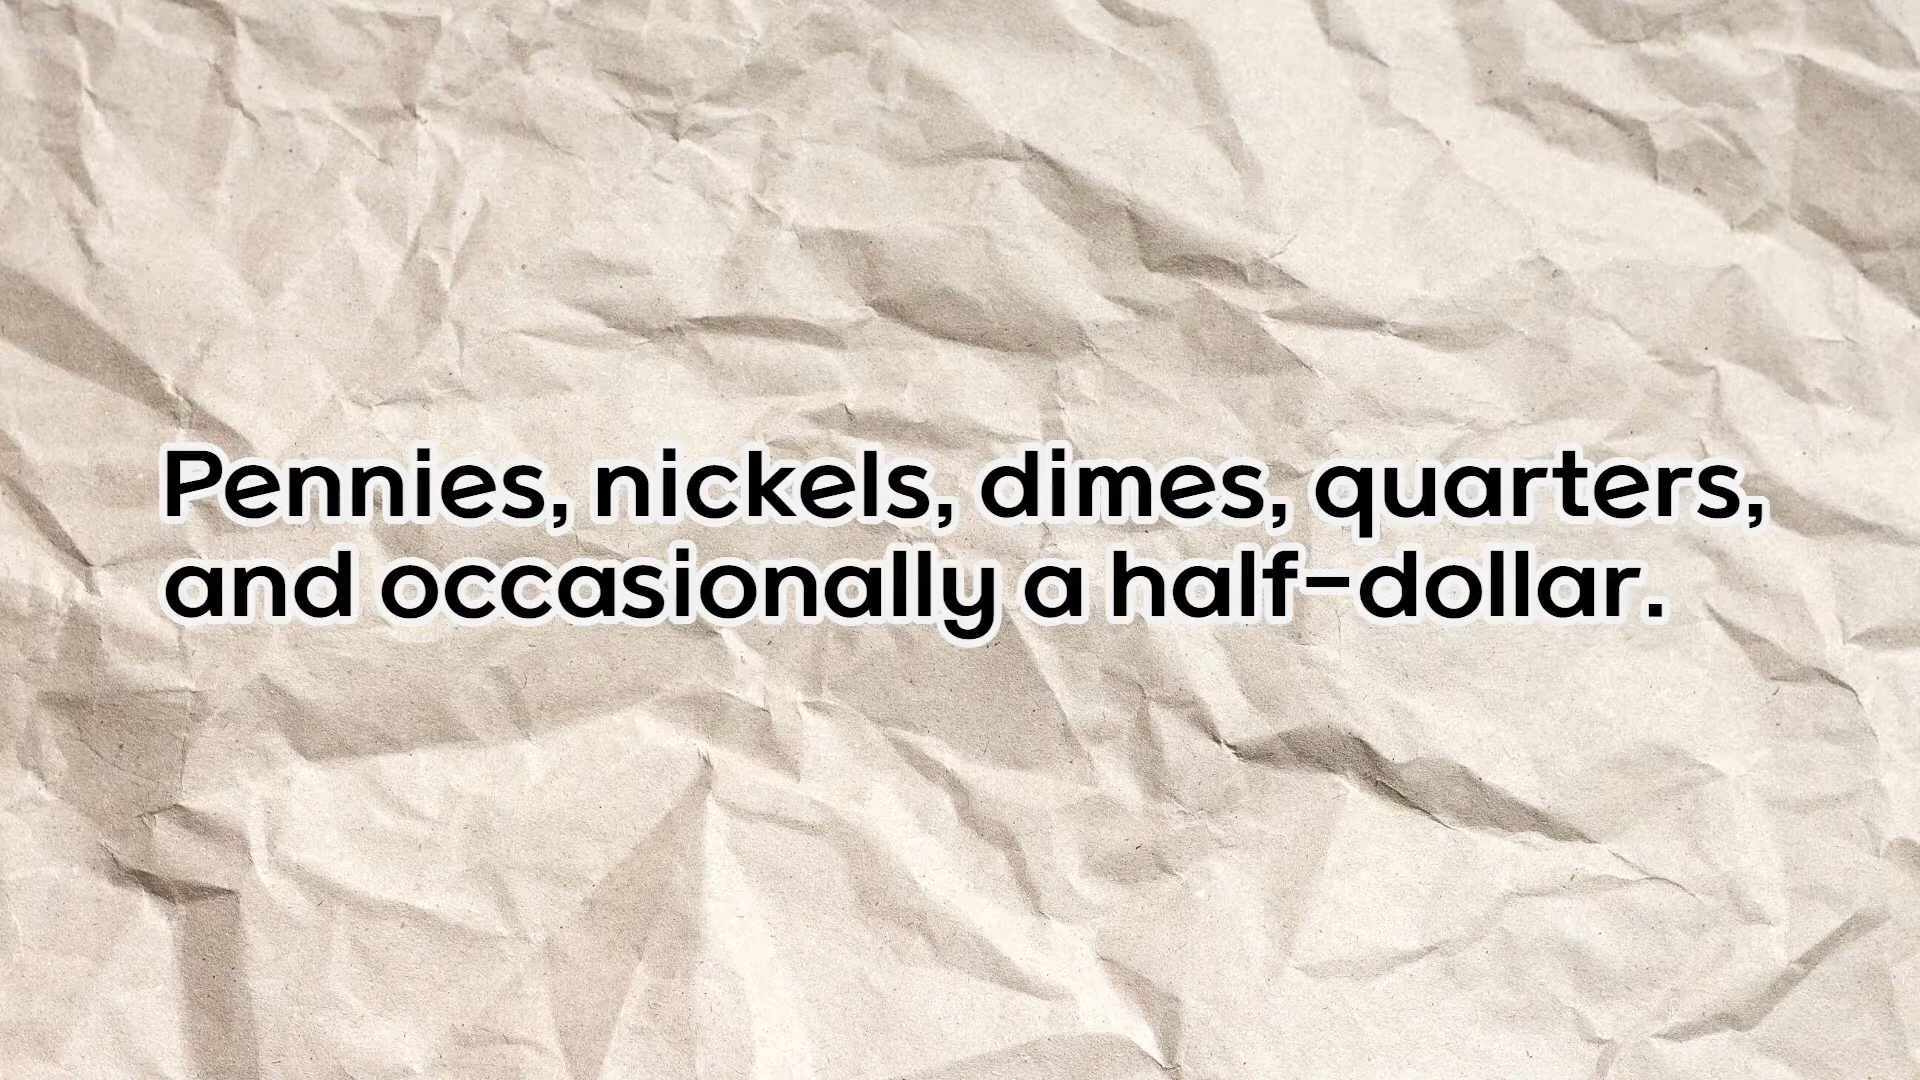 Pennies, nickels, dimes, quarters,
and occasionally a half-dollar.